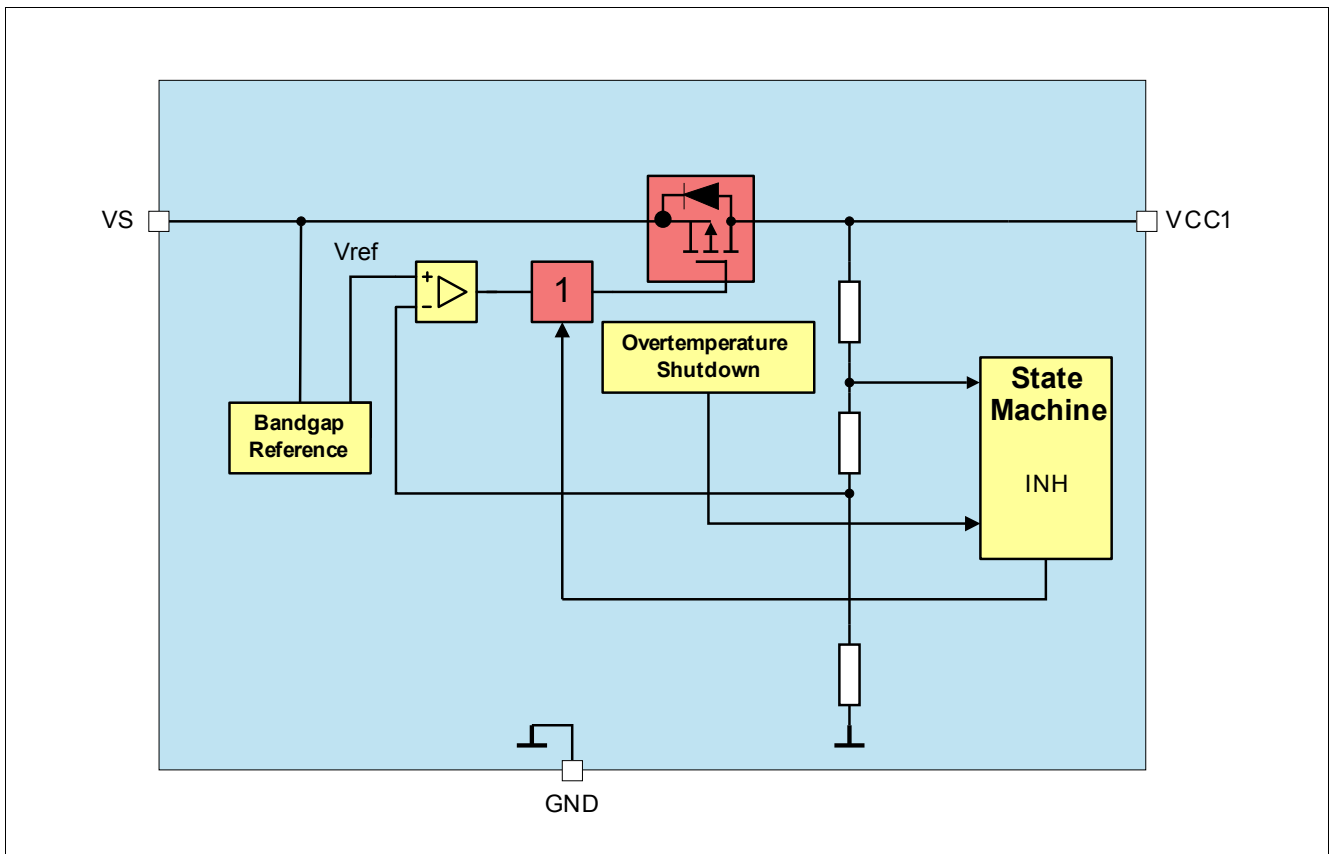 VS
VCC1
Vref
+
-
1
Overtemperature
Shutdown
State
Machine
INH
Bandgap
Reference
GND